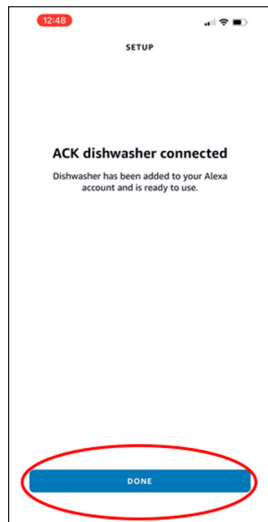 12:48
SETUP
ACK dishwasher connected
Dishwasher has been added to your Alexa
account and is ready to use.
DONE